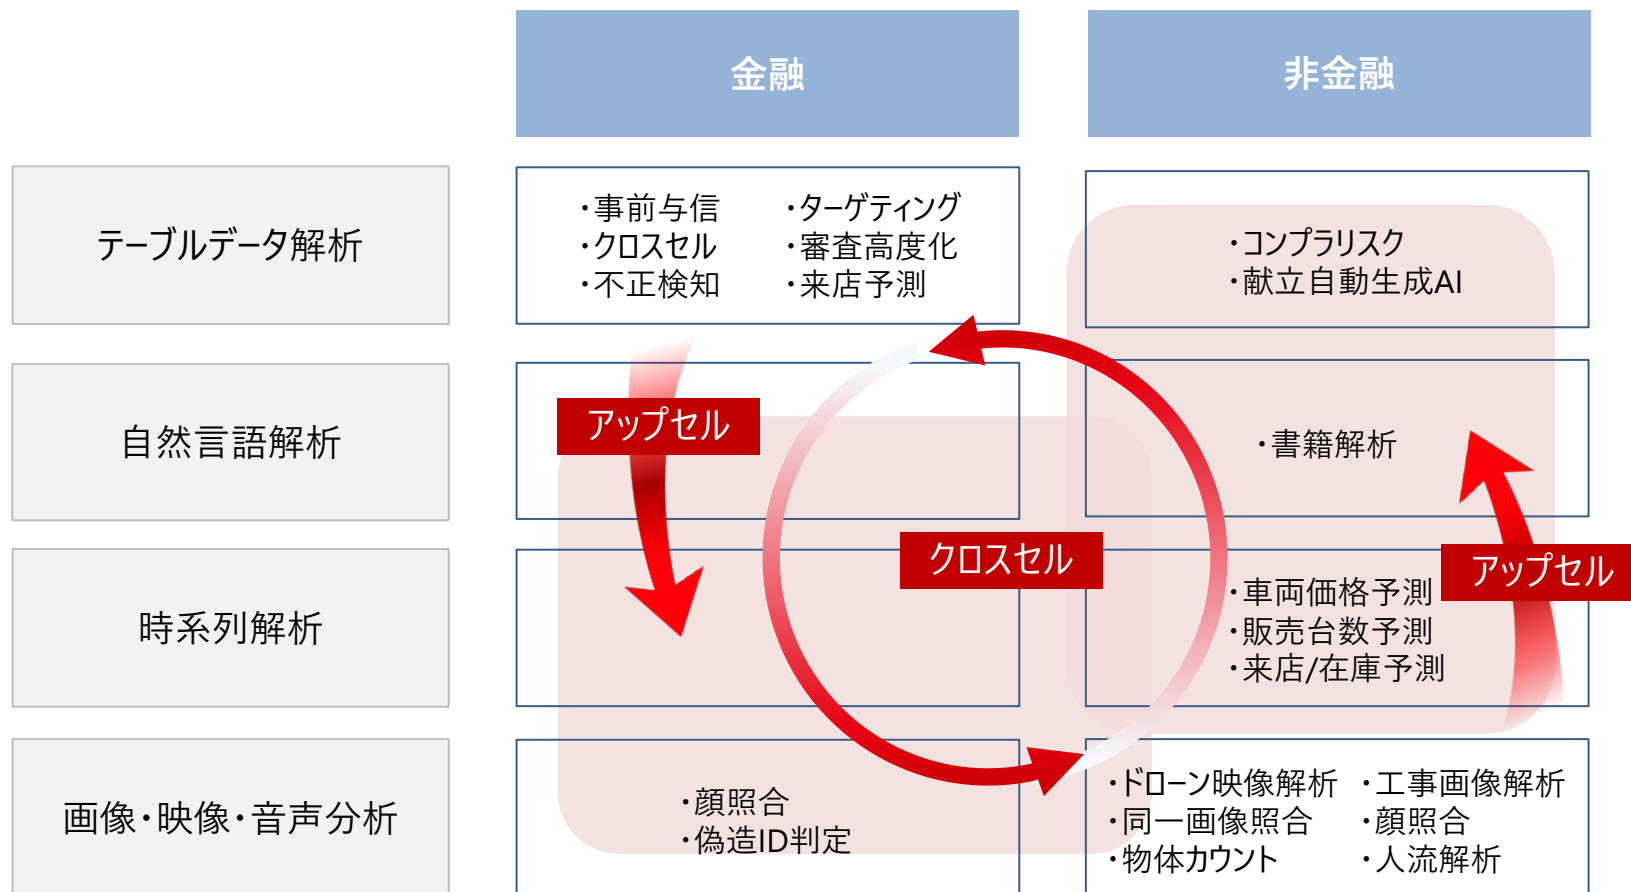 金融
非金融
テーブルデータ解析
・事前与信
・クロスセル
・不正検知
・ターゲティング
・審査高度化
・来店予測
・コンプラリスク
・献立自動生成AI
自然言語解析
アップセル
・書籍解析
時系列解析
クロスセル
・車両価格予測
・販売台数予測
・来店/在庫予測
アップセル
画像・映像・音声分析
・顔照合
・偽造ID判定
・ドローン映像解析
・同一画像照合
・物体カウント
・工事画像解析
・顔照合
・人流解析